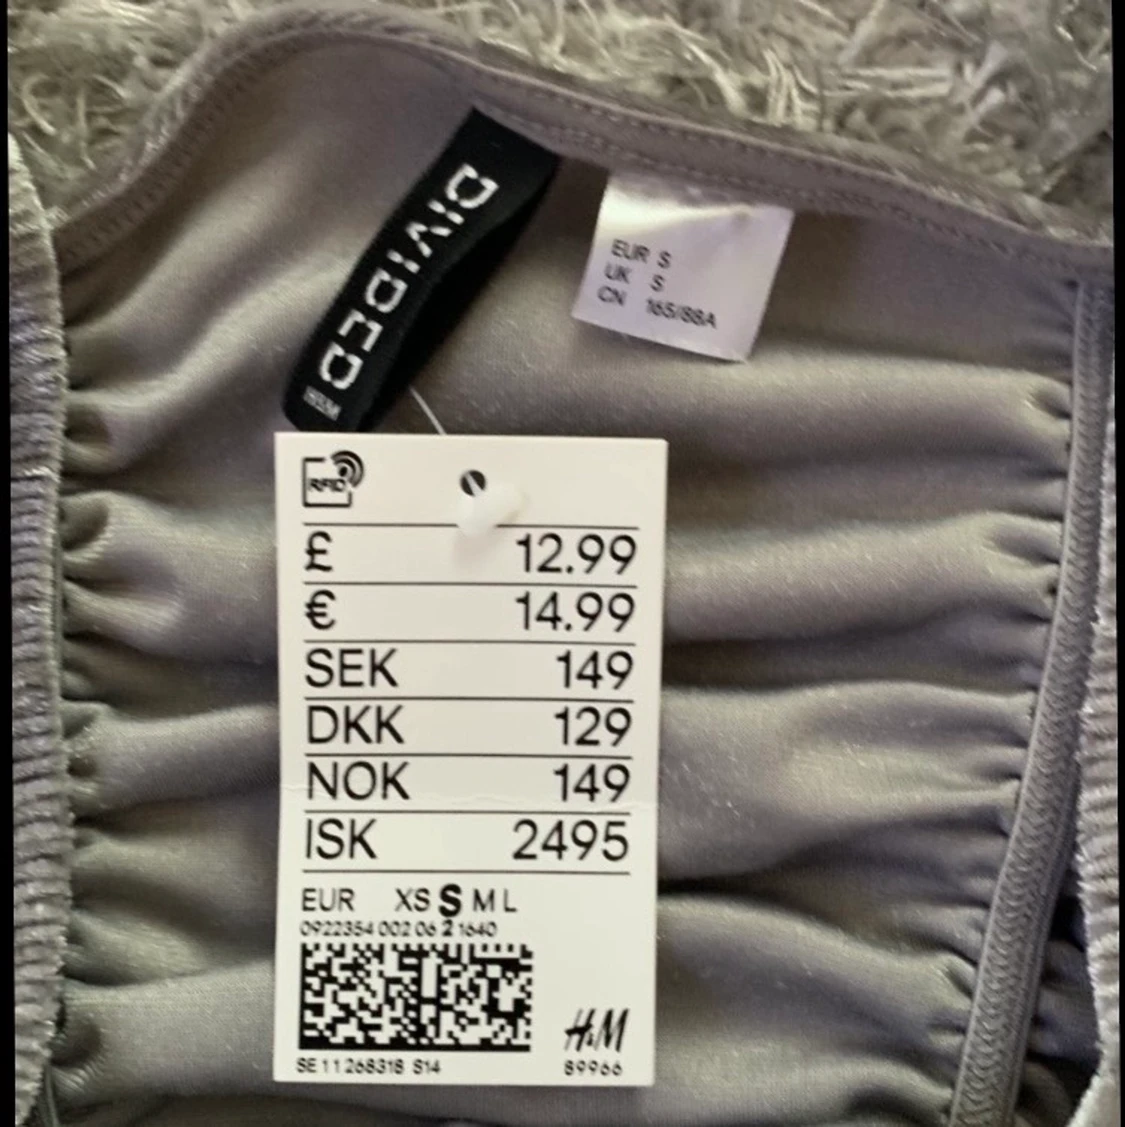 DIVIDED
H&M
EUR S
UK S
CN 165/88A
RFID
£ 12.99
€ 14.99
SEK 149
DKK 129
NOK 149
ISK 2495
EUR XS S M L
0922354 002 06 2 1640
H&M
SE 11 268318 S14
89966